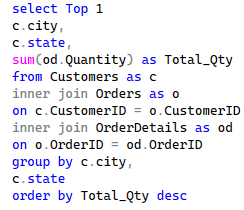 select Top 1
c.city,
c.state,
sum(od.Quantity) as Total_Qty
from Customers as c
inner join Orders as o
on c.CustomerID = o.CustomerID
inner join OrderDetails as od
on o.OrderID = od.OrderID
group by c.city,
c.state
order by Total_Qty desc